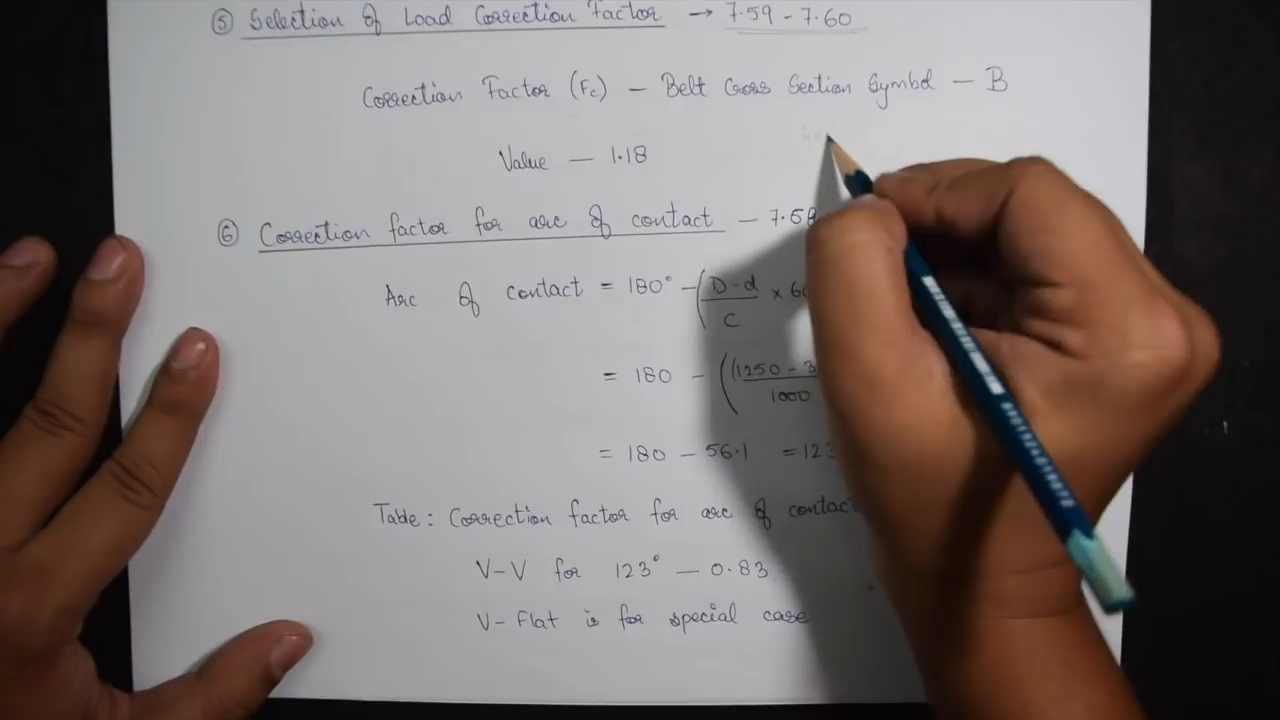 ⑤ Selection of Load Correction Factor → 7.59 - 7.60
Correction Factor (Fc) – Belt Cross Section Symbol – B
Value – 1.18
⑥ Correction factor for arc of contact – 7.58
Arc of contact = 180° - (D-d / C × 60
= 180 - ((1250 - 3 / 1000
= 180 - 56.1 = 123
Table: Correction factor for arc of contact
V-V for 123° – 0.83
V-Flat is for special case